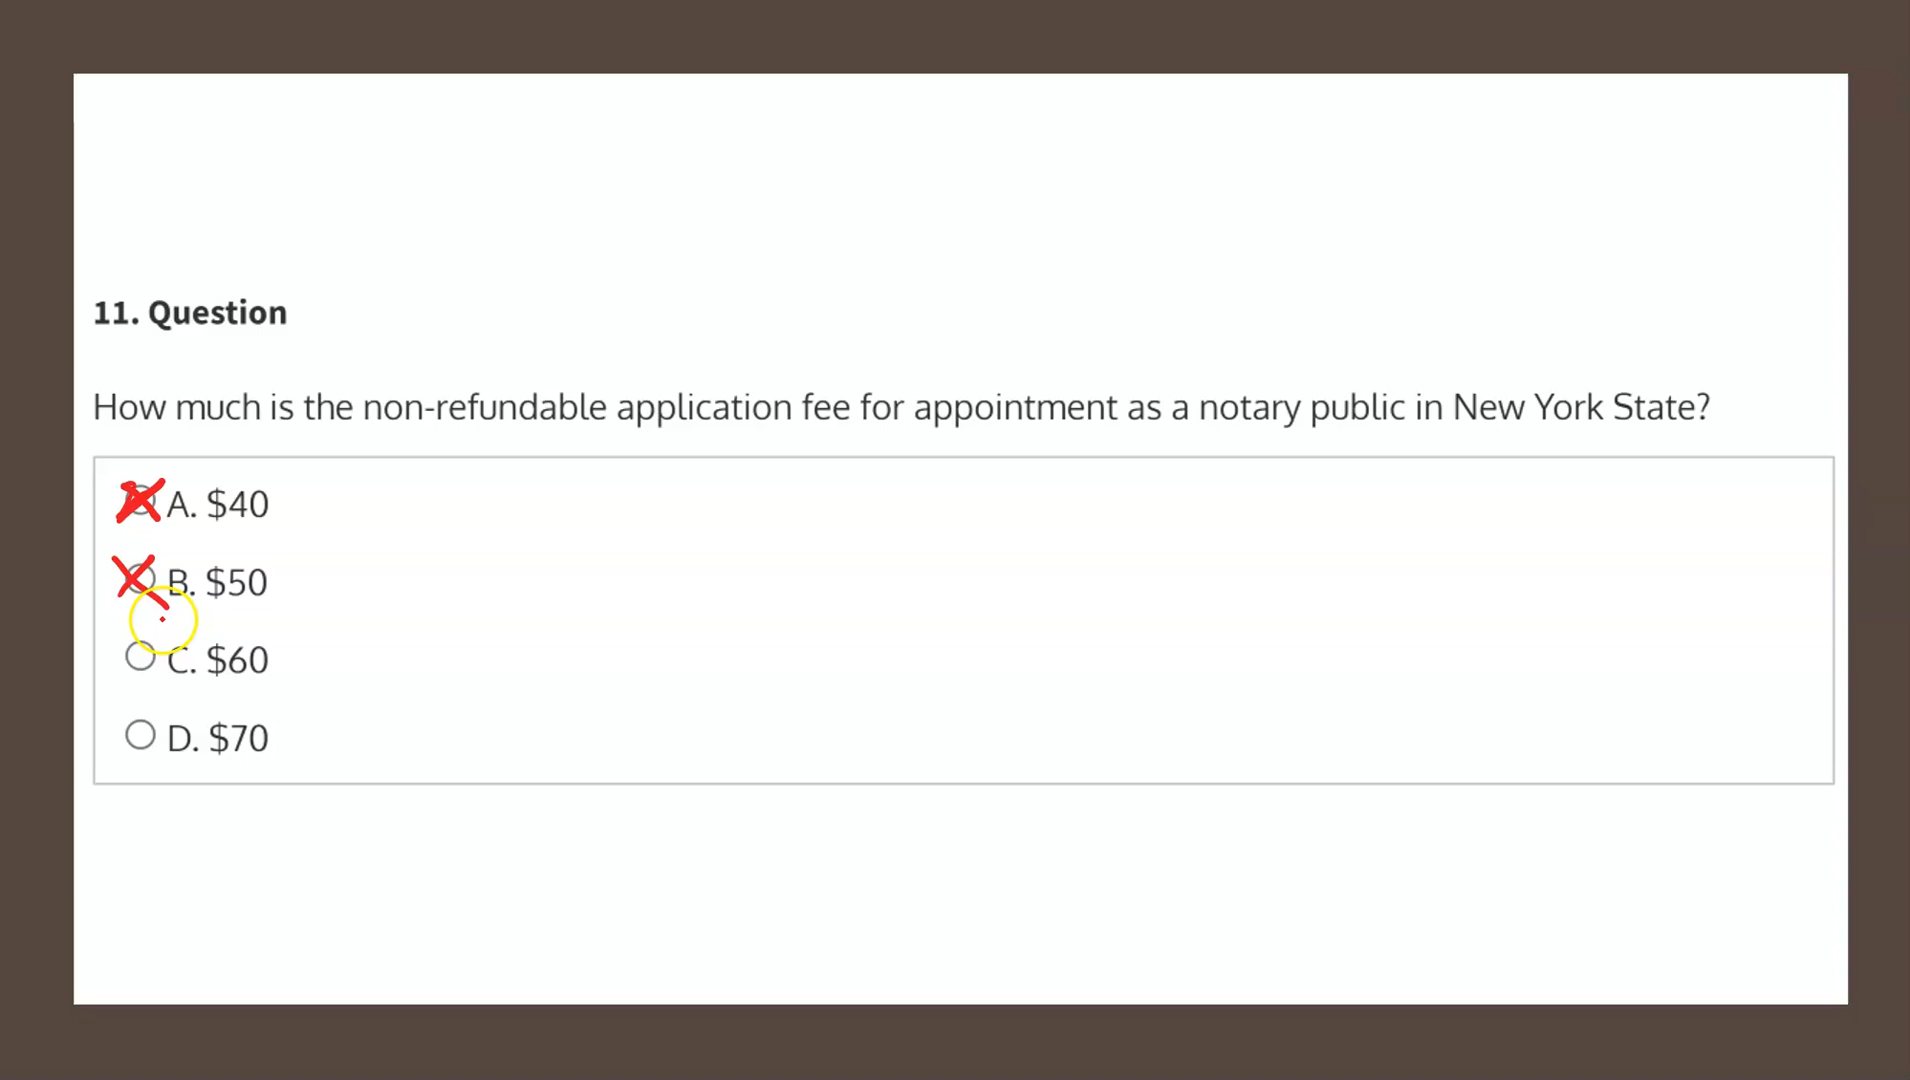 11. Question
How much is the non-refundable application fee for appointment as a notary public in New York State?
A. $40
B. $50
C. $60
D. $70